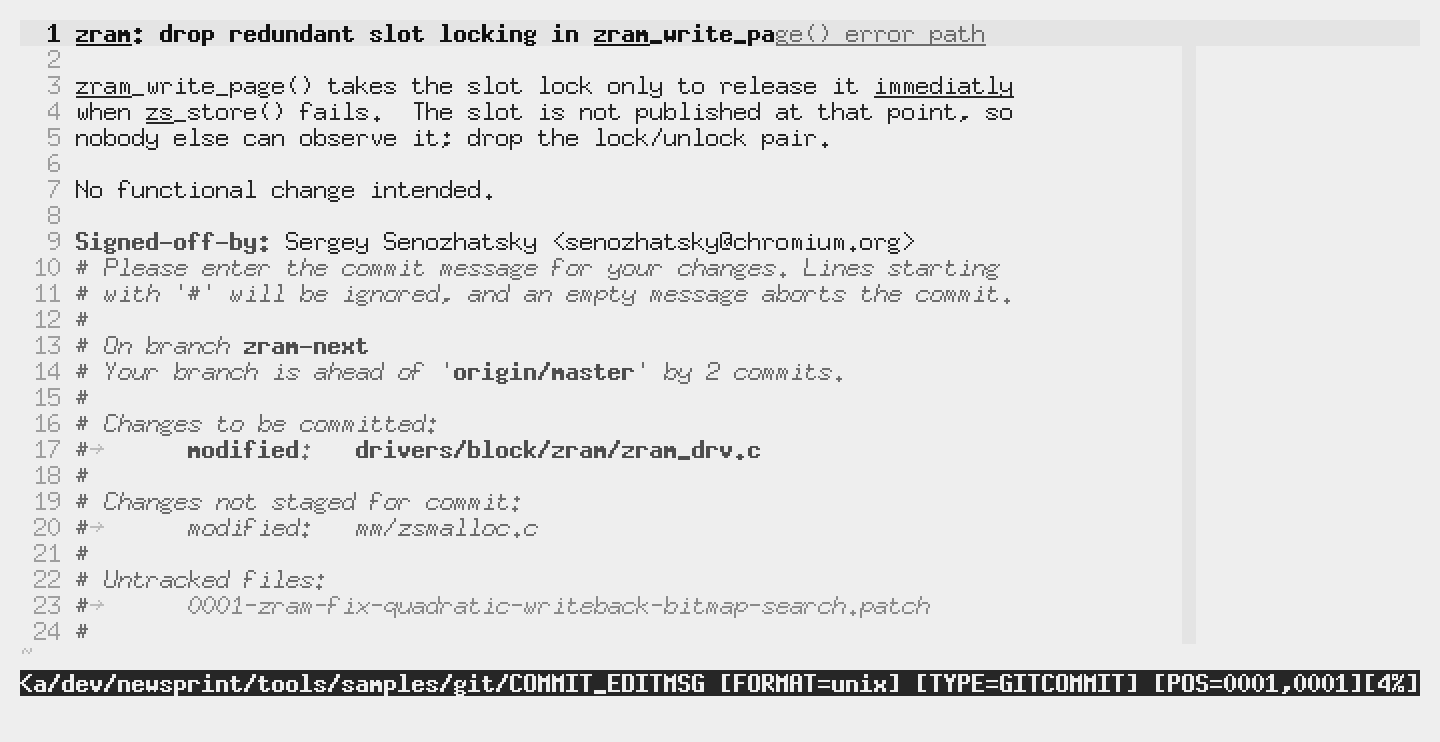 1 zram: drop redundant slot locking in zram_write_page() error path
2
3 zram_write_page() takes the slot lock only to release it immediatly
4 when zs_store() fails.  The slot is not published at that point, so
5 nobody else can observe it; drop the lock/unlock pair.
6
7 No functional change intended.
8
9 Signed-off-by: Sergey Senozhatsky <senozhatsky@chromium.org>
10 # Please enter the commit message for your changes. Lines starting
11 # with '#' will be ignored, and an empty message aborts the commit.
12 #
13 # On branch zram-next
14 # Your branch is ahead of 'origin/master' by 2 commits.
15 #
16 # Changes to be committed:
17 #→      modified:   drivers/block/zram/zram_drv.c
18 #
19 # Changes not staged for commit:
20 #→      modified:   mm/zsmalloc.c
21 #
22 # Untracked files:
23 #→      0001-zram-fix-quadratic-writeback-bitmap-search.patch
24 #
~
<a/dev/newsprint/tools/samples/git/COMMIT_EDITMSG [FORMAT=unix] [TYPE=GITCOMMIT] [POS=0001,0001][4%]